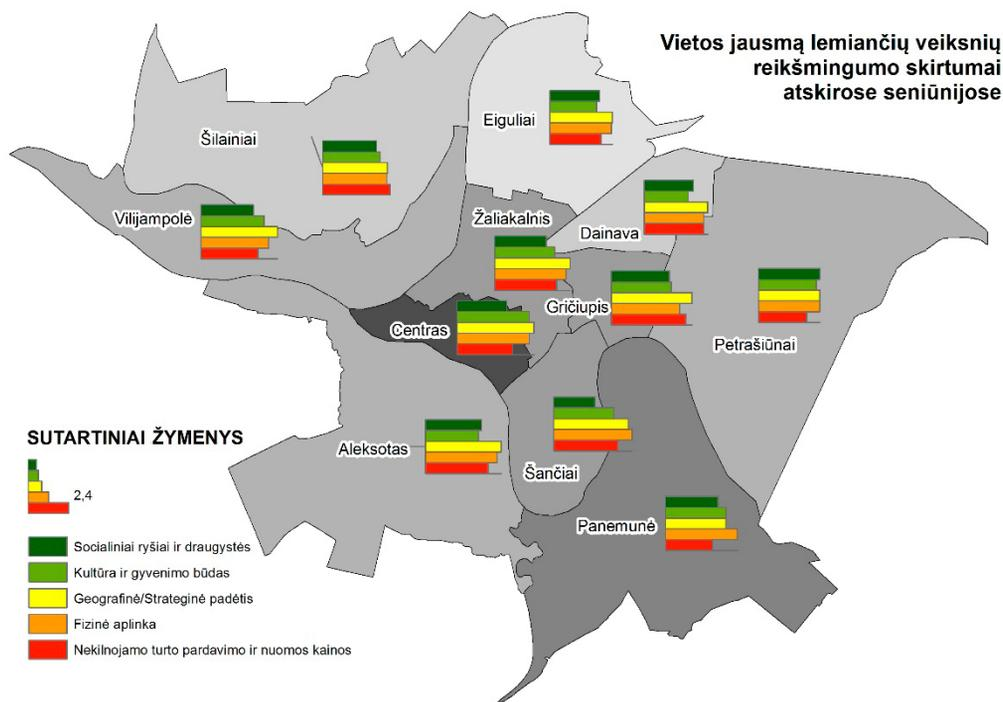 Vietos jausmą lemiančių veiksnių
reikšmingumo skirtumai
atskirose seniūnijose
Eiguliai
Šilainiai
Vilijampolė
Žaliakalnis
Dainava
Gričiupis
Centras
Petrašiūnai
Aleksotas
Šančiai
Panemunė
SUTARTINIAI ŽYMENYS
2,4
Socialiniai ryšiai ir draugystės
Kultūra ir gyvenimo būdas
Geografinė/Strateginė padėtis
Fizinė aplinka
Nekilnojamo turto pardavimo ir nuomos kainos